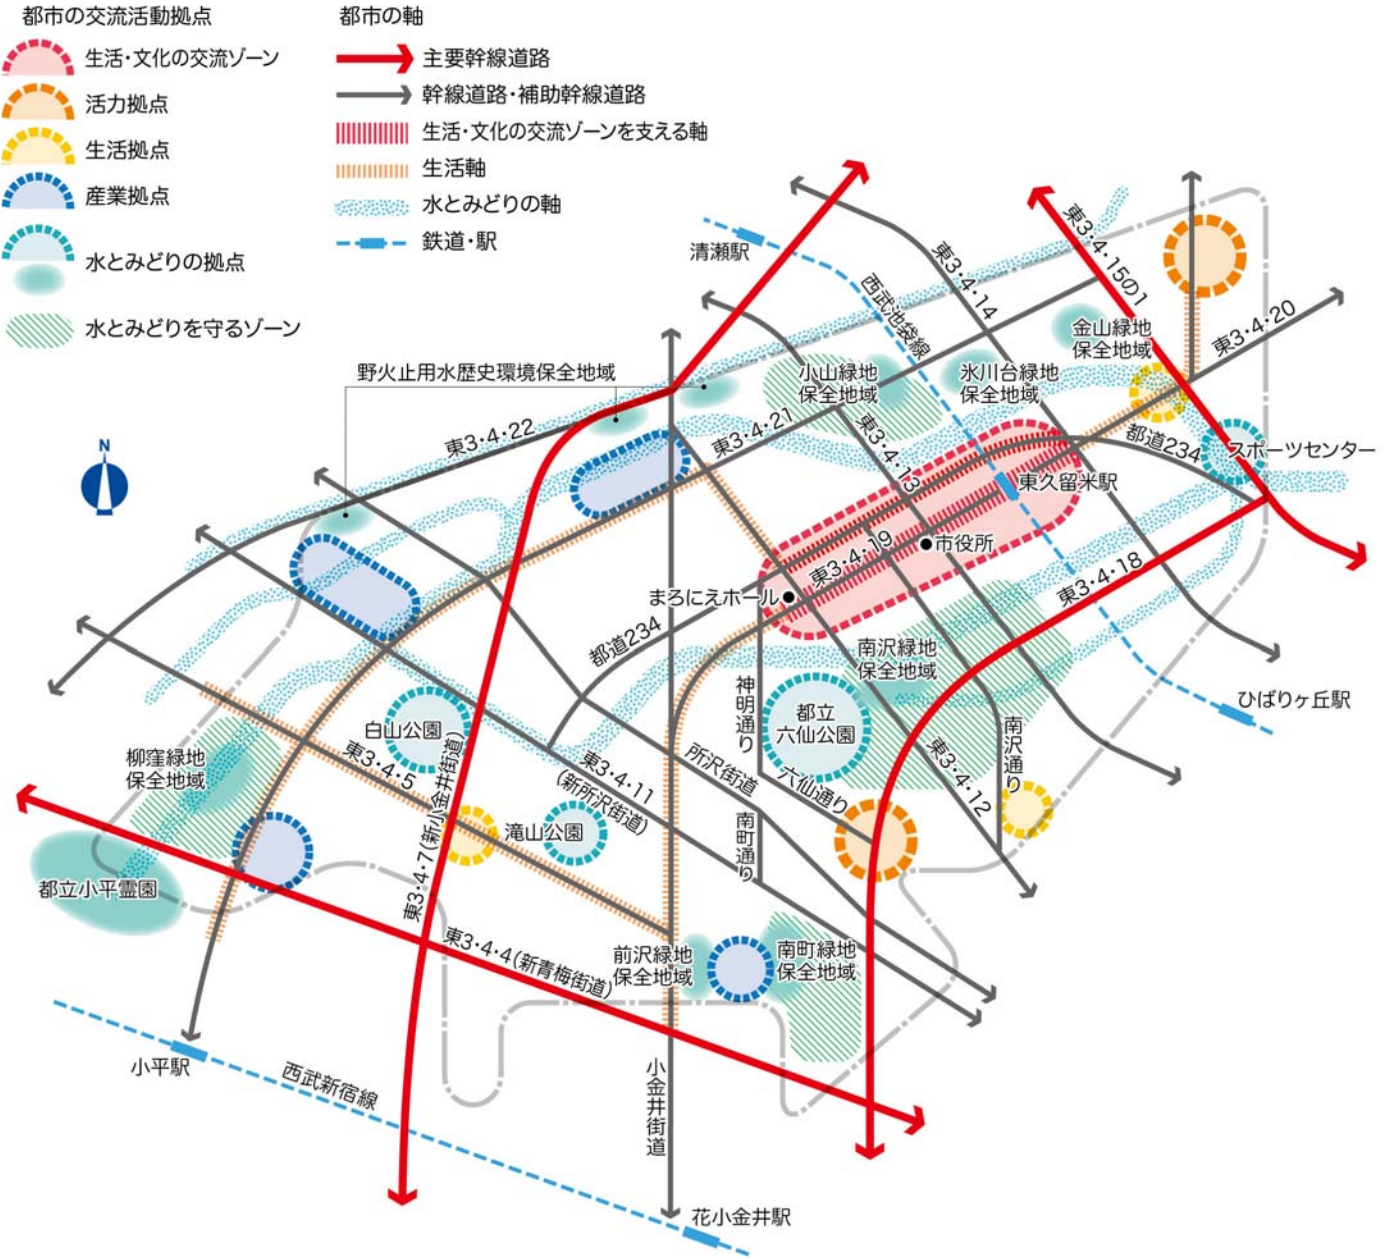 都市の交流活動拠点
生活・文化の交流ゾーン
活力拠点
生活拠点
産業拠点
水とみどりの拠点
水とみどりを守るゾーン
都市の軸
主要幹線道路
幹線道路・補助幹線道路
生活・文化の交流ゾーンを支える軸
生活軸
水とみどりの軸
鉄道・駅
N
清瀬駅
西武池袋線
東3・4・14
東3・4・15の1
金山緑地
保全地域
東3・4・20
野火止用水歴史環境保全地域
小山緑地
保全地域
氷川台緑地
保全地域
東3・4・22
東3・4・21
東3・4・13
都道234
スポーツセンター
東久留米駅
市役所
東3・4・19
まろにえホール
東3・4・18
都道234
南沢緑地
保全地域
ひばりヶ丘駅
神明通り
都立
六仙公園
南沢通り
白山公園
柳窪緑地
保全地域
東3・4・5
東3・4・11
(新所沢街道)
所沢街道
六仙通り
東3・4・12
東3・4・7(新小金井街道)
滝山公園
南町通り
都立小平霊園
東3・4・4(新青梅街道)
前沢緑地
保全地域
南町緑地
保全地域
小平駅
西武新宿線
小金井街道
花小金井駅